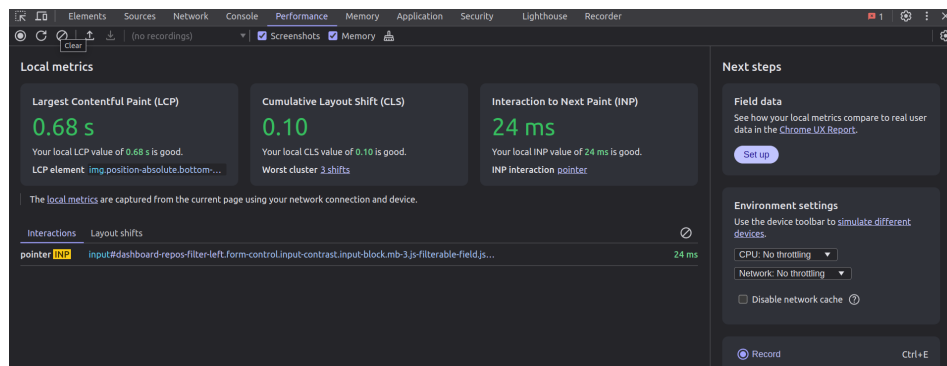 Elements Sources Network Console Performance Memory Application Security Lighthouse Recorder 1
(no recordings) Screenshots Memory
Clear
Local metrics
Largest Contentful Paint (LCP)
0.68 s
Your local LCP value of 0.68 s is good.
LCP element img.position-absolute.bottom-...
Cumulative Layout Shift (CLS)
0.10
Your local CLS value of 0.10 is good.
Worst cluster 3 shifts
Interaction to Next Paint (INP)
24 ms
Your local INP value of 24 ms is good.
INP interaction pointer
The local metrics are captured from the current page using your network connection and device.
Interactions Layout shifts
pointer INP input#dashboard-repos-filter-left.form-control.input-contrast.input-block.mb-3.js-filterable-field.js... 24 ms
Next steps
Field data
See how your local metrics compare to real user
data in the Chrome UX Report.
Set up
Environment settings
Use the device toolbar to simulate different
devices.
CPU: No throttling
Network: No throttling
Disable network cache
Record Ctrl+E